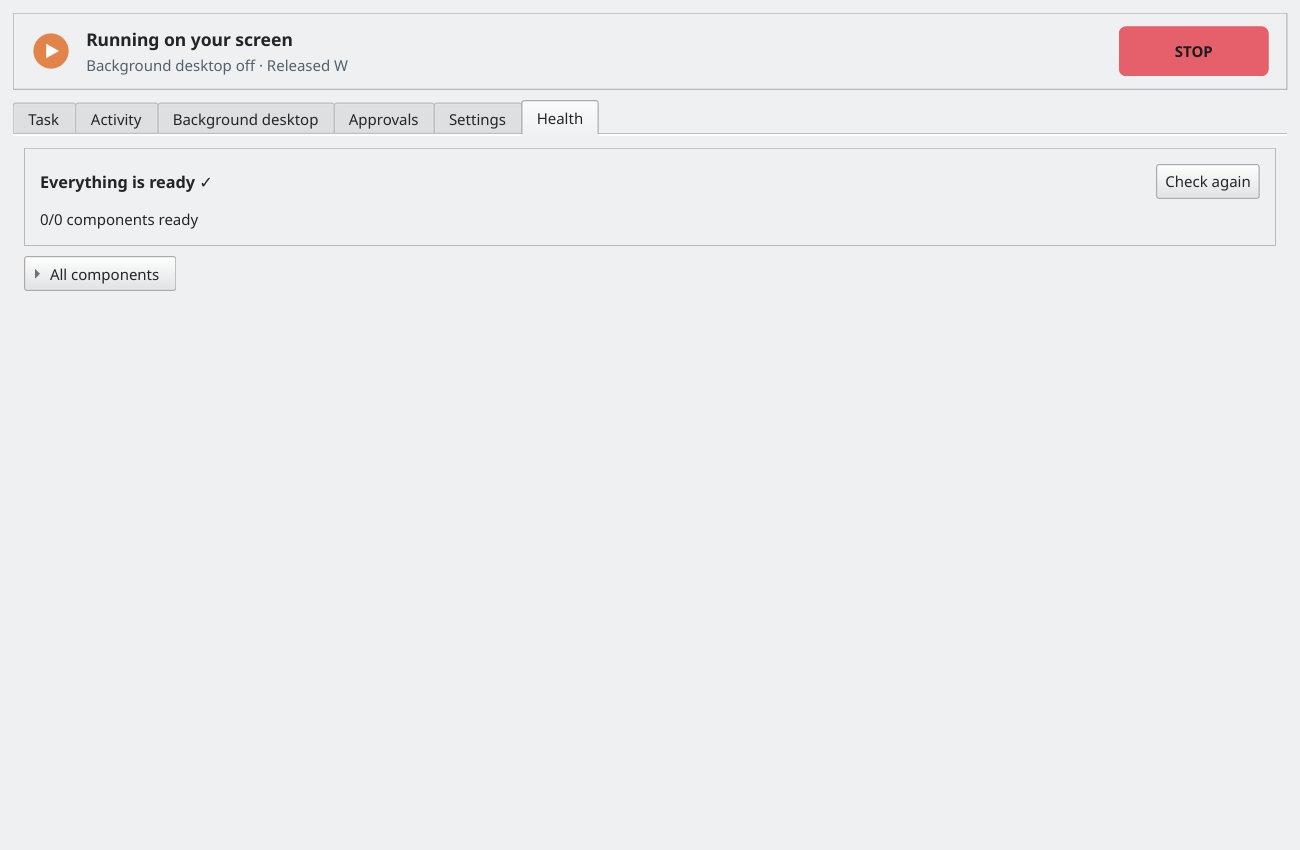 Running on your screen
Background desktop off · Released W
STOP
Task
Activity
Background desktop
Approvals
Settings
Health
Everything is ready ✓
Check again
0/0 components ready
All components